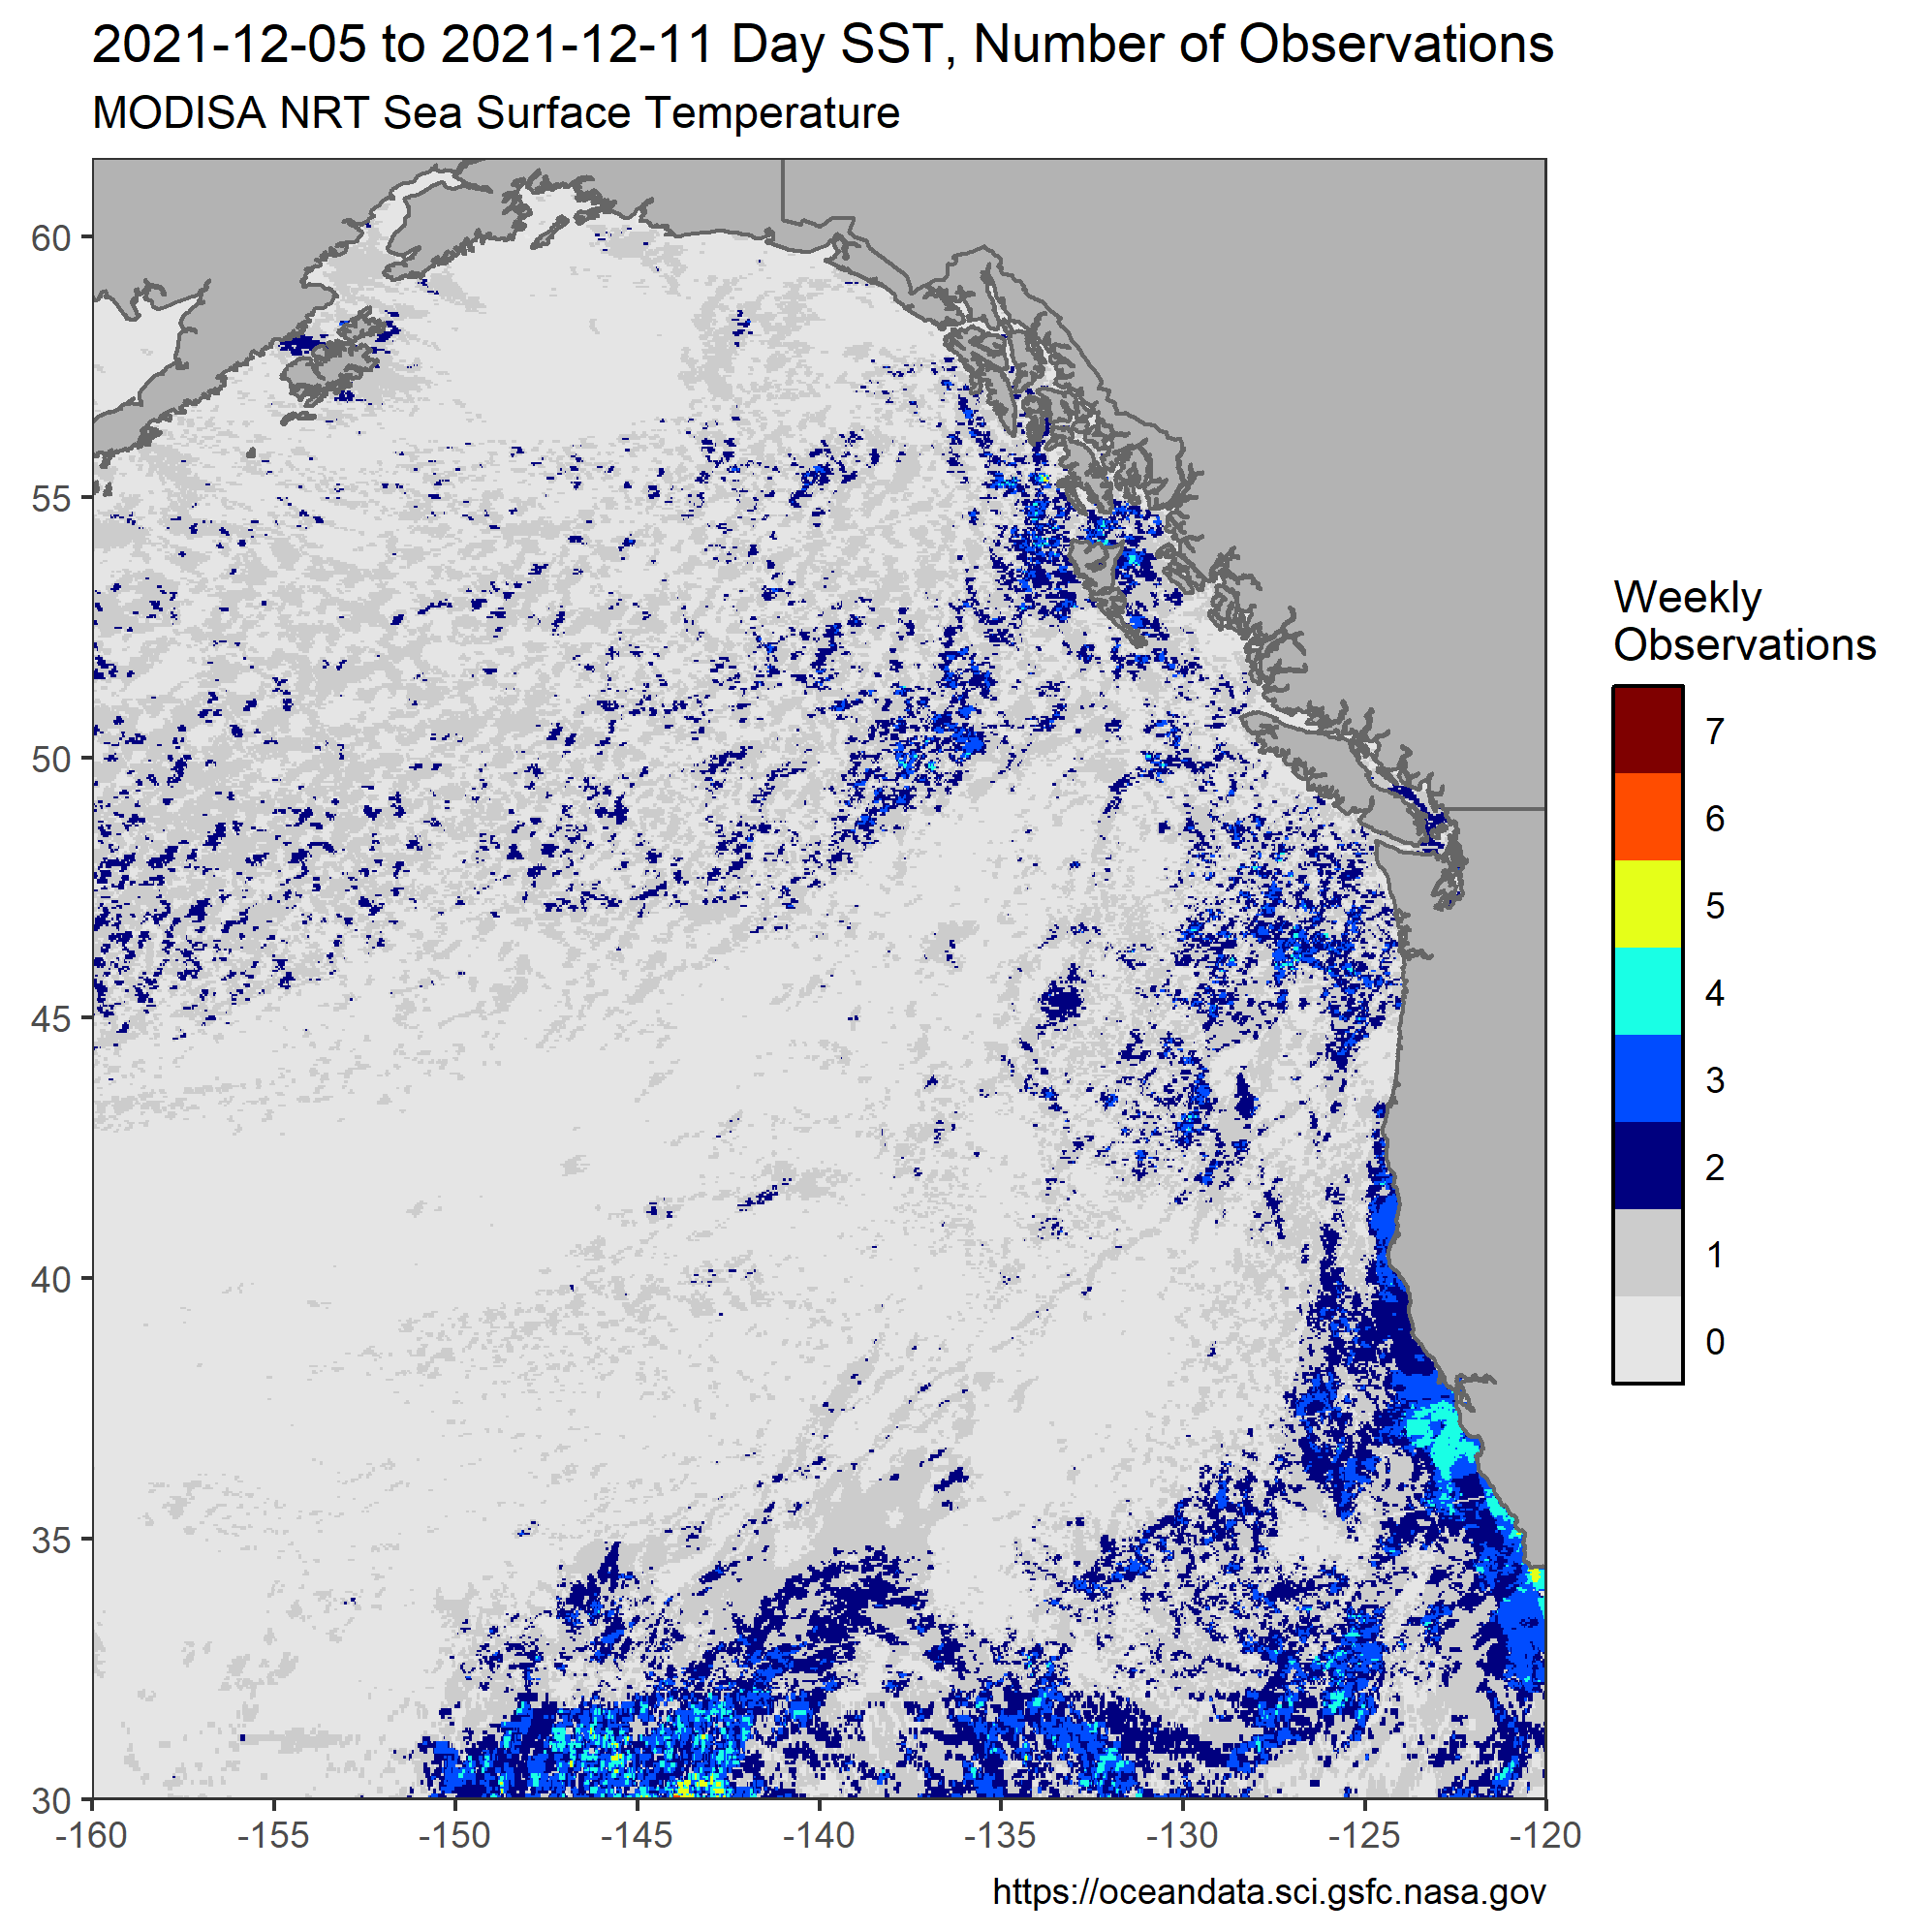 2021-12-05 to 2021-12-11 Day SST, Number of Observations
MODISA NRT Sea Surface Temperature
60
55
50
45
40
35
30
-160 -155 -150 -145 -140 -135 -130 -125 -120
Weekly
Observations
7
6
5
4
3
2
1
0
https://oceandata.sci.gsfc.nasa.gov